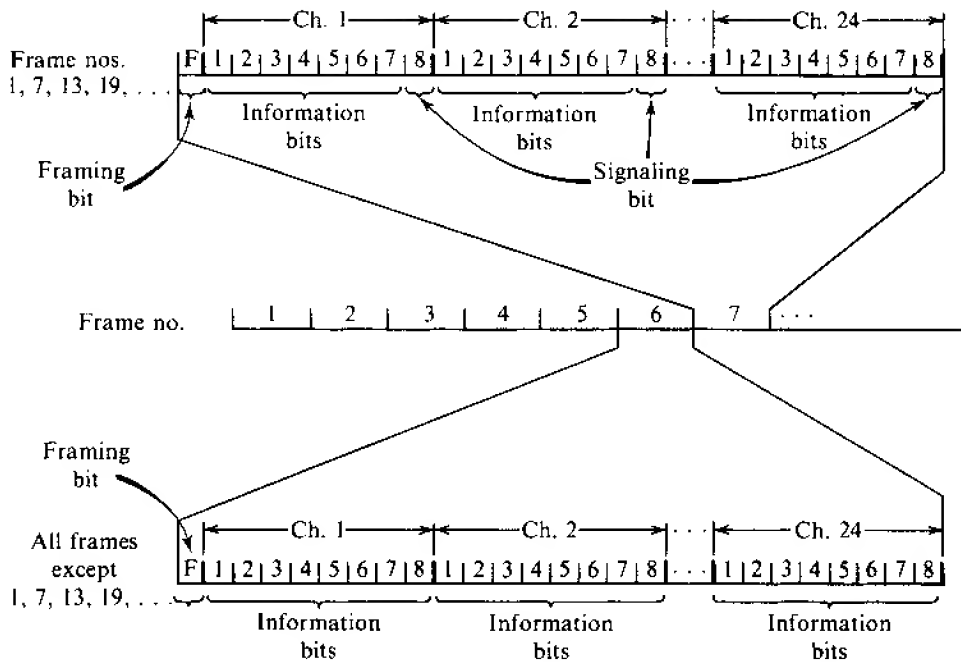 Ch. 1 Ch. 2 · · · Ch. 24
Frame nos.
1, 7, 13, 19, . . .
F 1 2 3 4 5 6 7 8 1 2 3 4 5 6 7 8 · · · 1 2 3 4 5 6 7 8
Information
bits
Information
bits
Information
bits
Framing
bit
Signaling
bit
Frame no. 1 2 3 4 5 6 7 · · ·
Framing
bit
Ch. 1 Ch. 2 · · · Ch. 24
All frames
except
1, 7, 13, 19, . . .
F 1 2 3 4 5 6 7 8 1 2 3 4 5 6 7 8 · · · 1 2 3 4 5 6 7 8
Information
bits
Information
bits
Information
bits